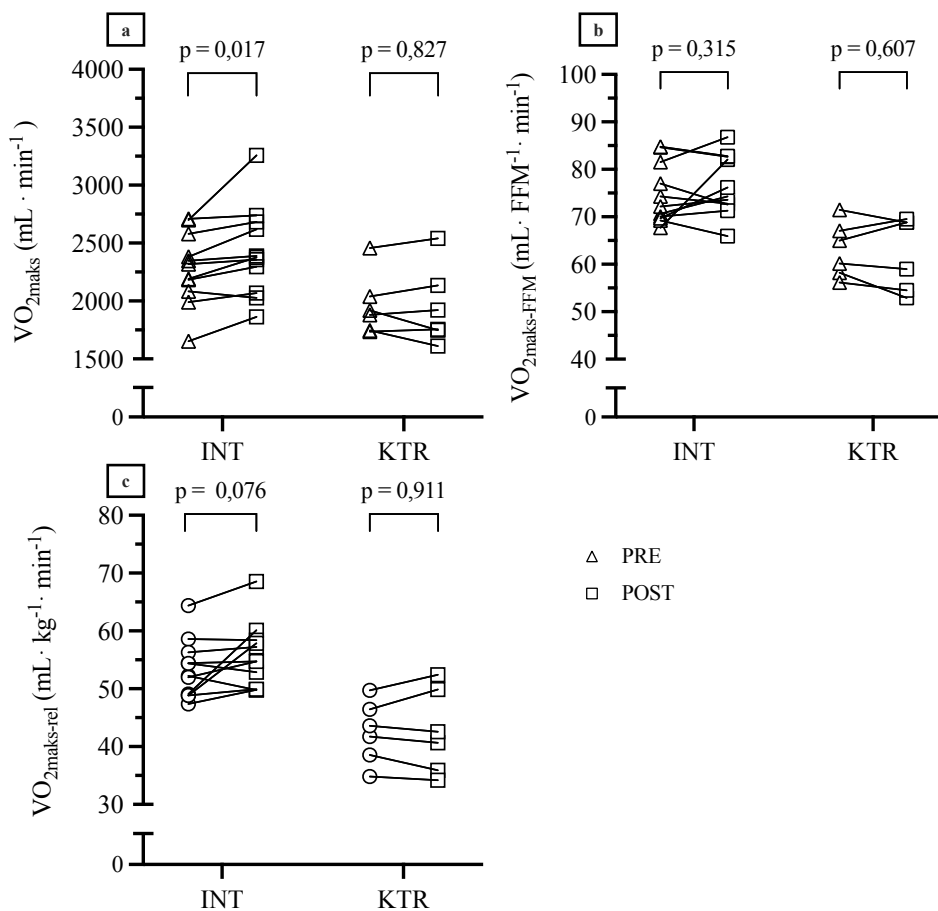 a
p = 0,017
p = 0,827
VO2maks (mL · min-1 )
4000
3500
3000
2500
2000
1500
0
INT
KTR
b
p = 0,315
p = 0,607
VO2maks-FFM (mL· FFM-1· min-1)
100
90
80
70
60
50
40
0
INT
KTR
c
p = 0,076
p = 0,911
VO2maks-rel (mL · kg-1· min-1)
80
70
60
50
40
30
0
INT
KTR
PRE
POST